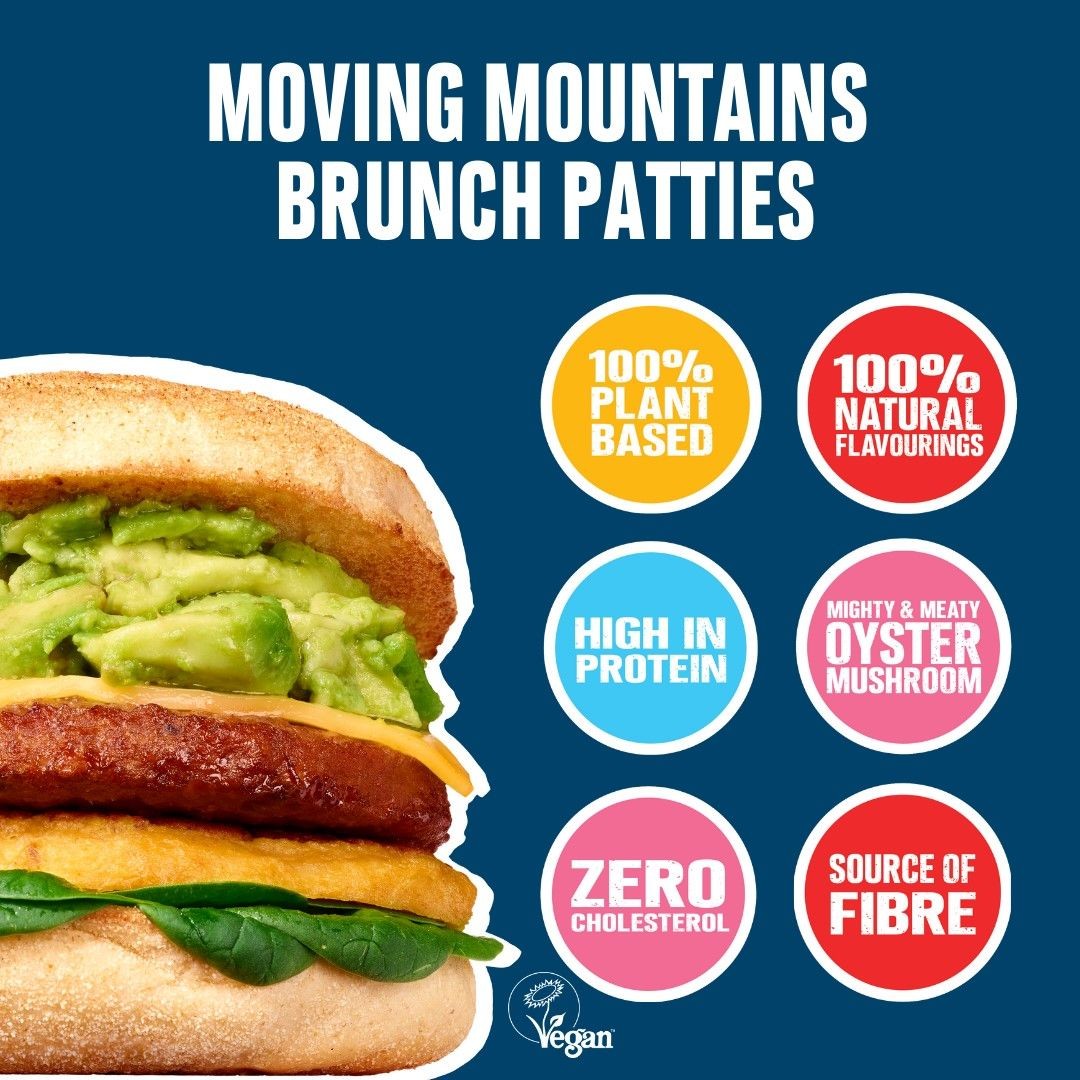 MOVING MOUNTAINS
BRUNCH PATTIES
100%
PLANT
BASED
100%
NATURAL
FLAVOURINGS
HIGH IN
PROTEIN
MIGHTY & MEATY
OYSTER
MUSHROOM
ZERO
CHOLESTEROL
SOURCE OF
FIBRE
Vegan